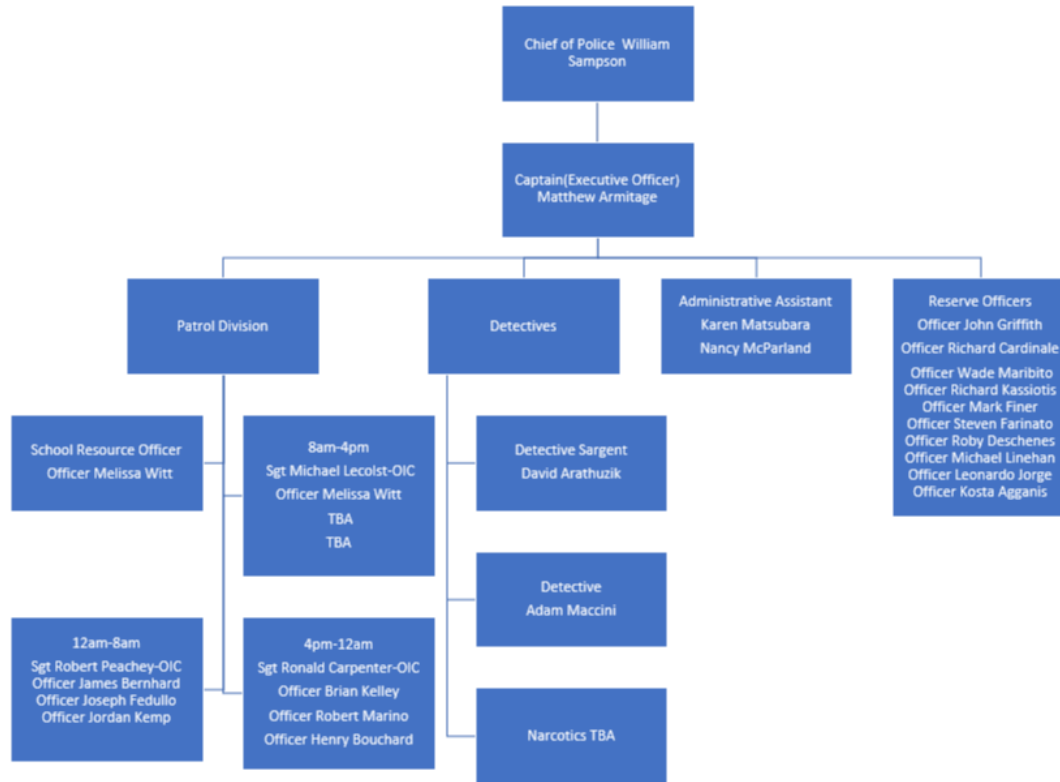 Chief of Police William
Sampson
Captain(Executive Officer)
Matthew Armitage
Patrol Division
Detectives
Administrative Assistant
Karen Matsubara
Nancy McParland
Reserve Officers
Officer John Griffith
Officer Richard Cardinale
Officer Wade Maribito
Officer Richard Kassiotis
Officer Mark Finer
Officer Steven Farinato
Officer Roby Deschenes
Officer Michael Linehan
Officer Leonardo Jorge
Officer Kosta Agganis
School Resource Officer
Officer Melissa Witt
8am-4pm
Sgt Michael Lecolst-OIC
Officer Melissa Witt
TBA
TBA
Detective Sargent
David Arathuzik
Detective
Adam Maccini
12am-8am
Sgt Robert Peachey-OIC
Officer James Bernhard
Officer Joseph Fedullo
Officer Jordan Kemp
4pm-12am
Sgt Ronald Carpenter-OIC
Officer Brian Kelley
Officer Robert Marino
Officer Henry Bouchard
Narcotics TBA